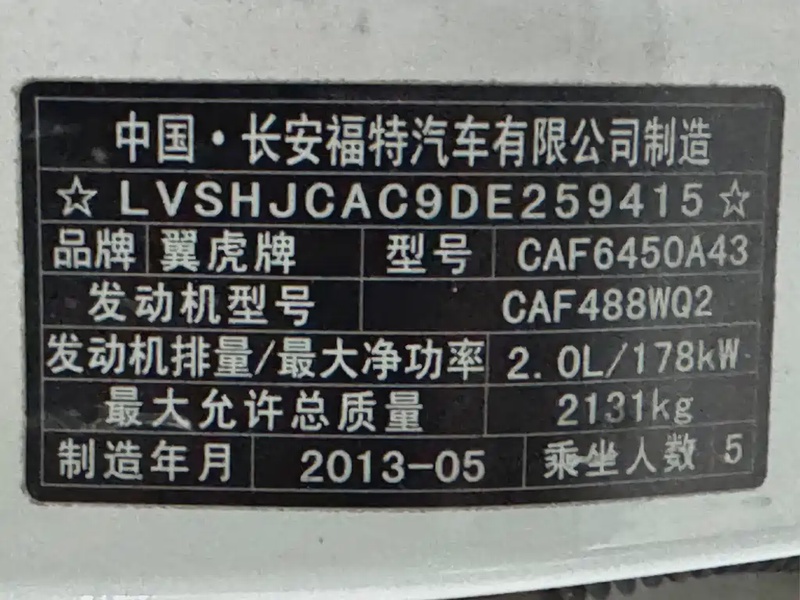 中国·长安福特汽车有限公司制造
☆LVSHJCAC9DE259415☆
品牌 翼虎牌 型号 CAF6450A43
发动机型号 CAF488WQ2
发动机排量/最大净功率 2.0L/178kW
最大允许总质量 2131kg
制造年月 2013-05 乘坐人数 5